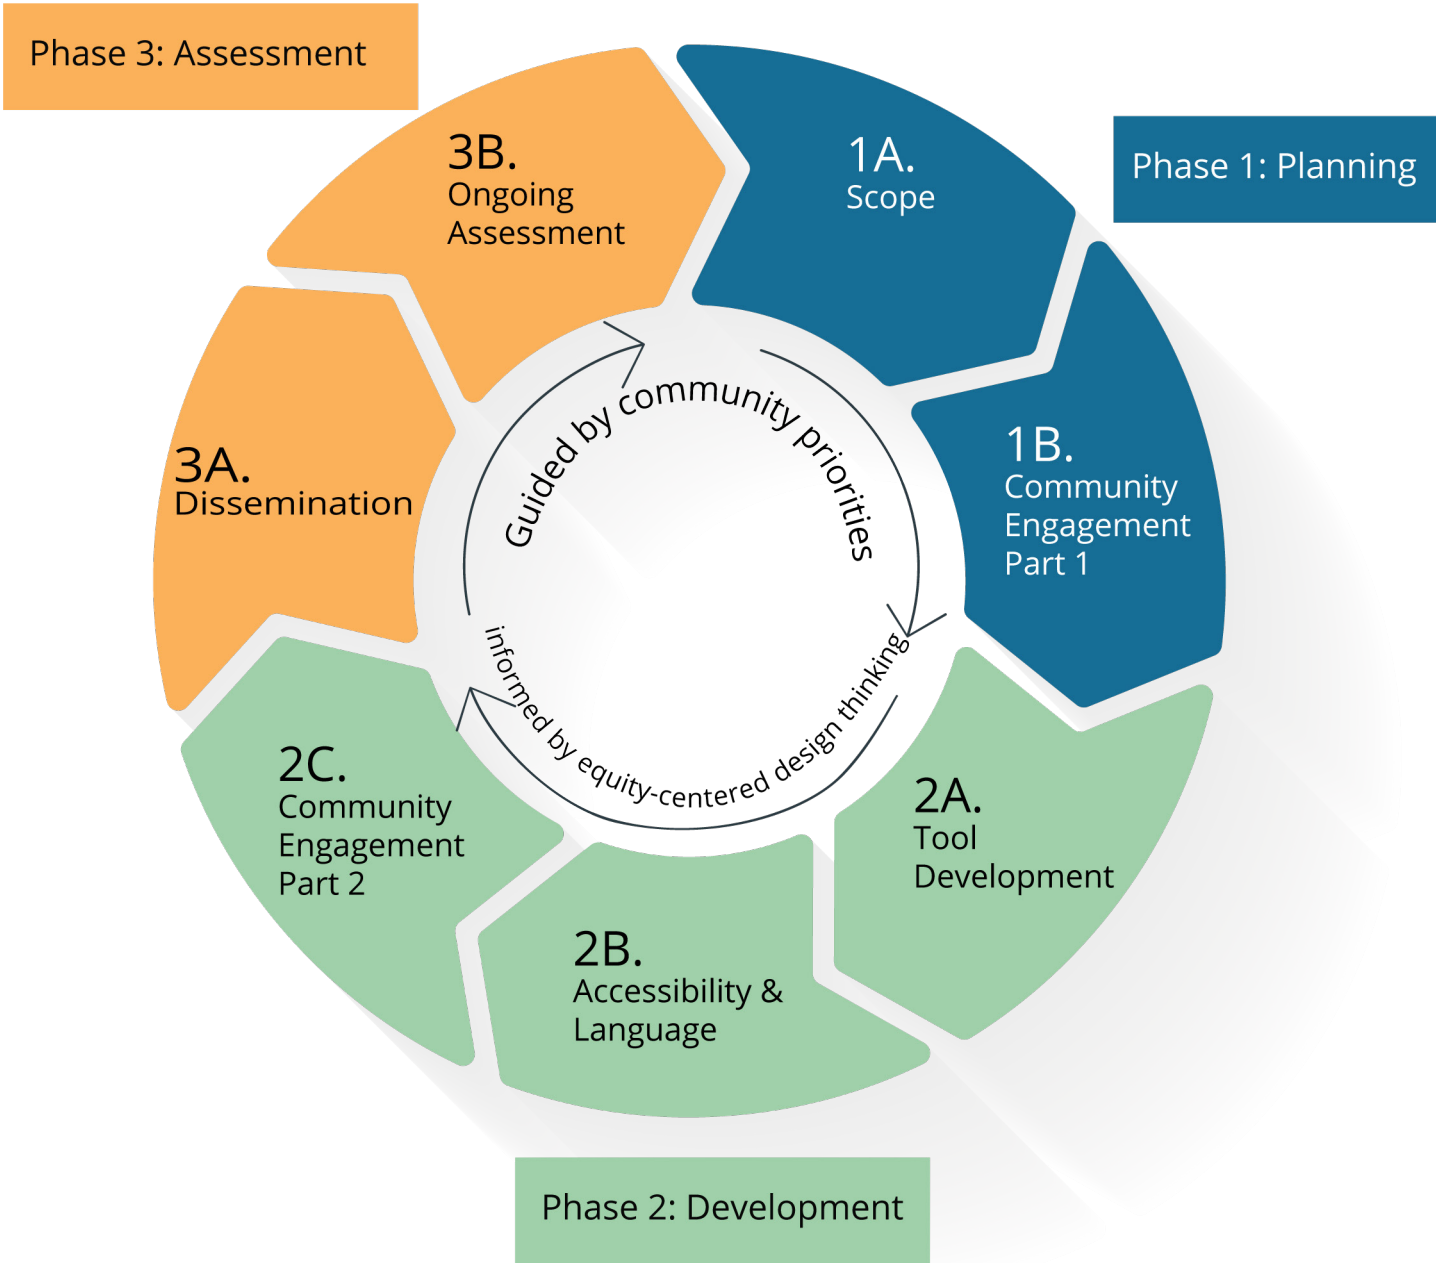 Phase 3: Assessment
Phase 1: Planning
1A.
Scope
1B.
Community
Engagement
Part 1
2A.
Tool
Development
2B.
Accessibility &
Language
2C.
Community
Engagement
Part 2
3A.
Dissemination
3B.
Ongoing
Assessment
Guided by community priorities
informed by equity-centered design thinking
Phase 2: Development